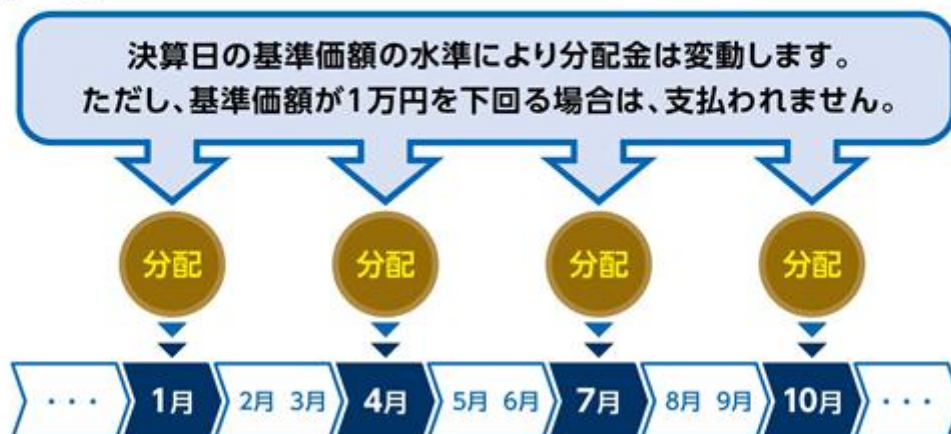 決算日の基準価額の水準により分配金は変動します。
ただし、基準価額が1万円を下回る場合は、支払われません。
分配 分配 分配 分配
・・・ 1月 2月 3月 4月 5月 6月 7月 8月 9月 10月 ・・・